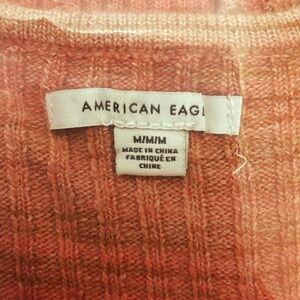 AMERICAN EAGL
M/M/M
MADE IN CHINA
FABRIQUÉ EN
CHINE